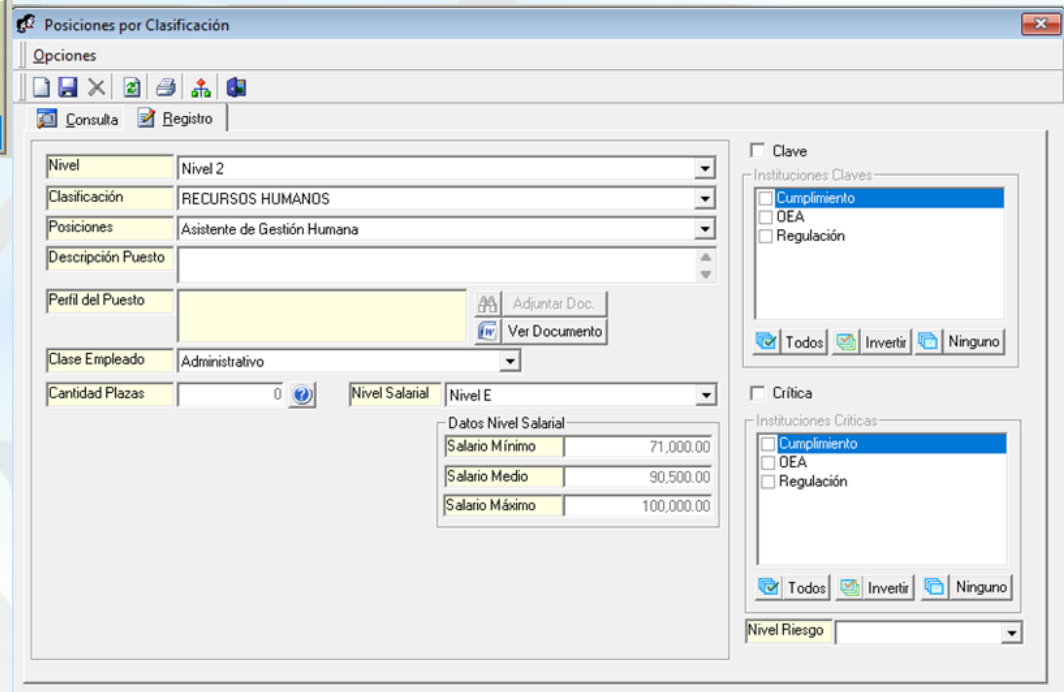 Posiciones por Clasificación
Opciones
Consulta Registro
Nivel Nivel 2
Clasificación RECURSOS HUMANOS
Posiciones Asistente de Gestión Humana
Descripción Puesto
Perfil del Puesto Adjuntar Doc.
Ver Documento
Clase Empleado Administrativo
Cantidad Plazas 0 Nivel Salarial Nivel E
Datos Nivel Salarial
Salario Mínimo 71,000.00
Salario Medio 90,500.00
Salario Máximo 100,000.00
Clave
Instituciones Claves
Cumplimiento
OEA
Regulación
Todos Invertir Ninguno
Crítica
Instituciones Criticas
Cumplimiento
OEA
Regulación
Todos Invertir Ninguno
Nivel Riesgo